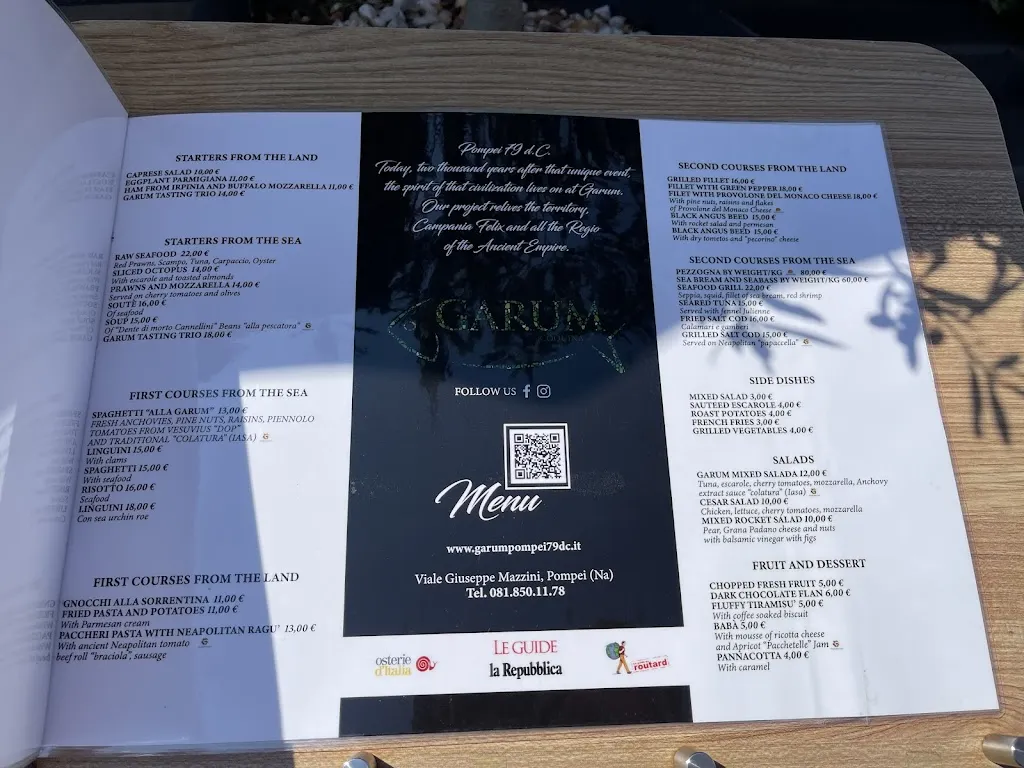 STARTERS FROM THE LAND
CAPRESE SALAD 10,00 €
EGGPLANT PARMIGIANA 11,00 €
HAM FROM IRPINIA AND BUFFALO MOZZARELLA 11,00 €
GARUM TASTING TRIO 14,00 €
STARTERS FROM THE SEA
RAW SEAFOOD 22,00 €
Red Prawns, Scampo, Tuna, Carpaccio, Oyster
SLICED OCTOPUS 14,00 €
With escarole and toasted almonds
PRAWNS AND MOZZARELLA 14,00 €
Served on cherry tomatoes and olives
SOUTÈ 16,00 €
Of seafood
SOUP 15,00 €
Of "Dente di morto Cannellini" Beans "alla pescatora"
GARUM TASTING TRIO 18,00 €
FIRST COURSES FROM THE SEA
SPAGHETTI "ALLA GARUM" 13,00 €
FRESH ANCHOVIES, PINE NUTS, RAISINS, PIENNOLO
TOMATOES FROM VESUVIUS "DOP"
AND TRADITIONAL "COLATURA" (IASA)
LINGUINI 15,00 €
With clams
SPAGHETTI 15,00 €
With seafood
RISOTTO 16,00 €
Seafood
LINGUINI 18,00 €
Con sea urchin roe
FIRST COURSES FROM THE LAND
GNOCCHI ALLA SORRENTINA 11,00 €
FRIED PASTA AND POTATOES 11,00 €
With Parmesan cream
PACCHERI PASTA WITH NEAPOLITAN RAGU' 13,00 €
With ancient Neapolitan tomato
beef roll "braciola", sausage
Pompei 79 d.C.
Today, two thousand years after that unique event,
the spirit of that civilization lives on at Garum.
Our project relives the territory,
Campania Felix and all the Regio
of the Ancient Empire.
GARUM
FOLLOW US
Menu
www.garumpompei79dc.it
Viale Giuseppe Mazzini, Pompei (Na)
Tel. 081.850.11.78
osterie
d'Italia
LE GUIDE
la Repubblica
routard
SECOND COURSES FROM THE LAND
GRILLED FILLET 16,00 €
FILLET WITH GREEN PEPPER 18,00 €
FILET WITH PROVOLONE DEL MONACO CHEESE 18,00 €
With pine nuts, raisins and flakes
of Provolone del Monaco Cheese
BLACK ANGUS BEED 15,00 €
With rocket salad and parmesan
BLACK ANGUS BEED 15,00 €
With dry tometos and "pecorino" cheese
SECOND COURSES FROM THE SEA
PEZZOGNA BY WEIGHT/KG 80,00 €
SEA BREAM AND SEABASS BY WEIGHT/KG 60,00 €
SEAFOOD GRILL 22,00 €
Seppia, squid, fillet of sea bream, red shrimp
SEARED TUNA 15,00 €
Served with fennel Julienne
FRIED SALT COD 16,00 €
Calamari e gamberi
GRILLED SALT COD 15,00 €
Served on Neapolitan "papaccella"
SIDE DISHES
MIXED SALAD 3,00 €
SAUTEED ESCAROLE 4,00 €
ROAST POTATOES 4,00 €
FRENCH FRIES 3,00 €
GRILLED VEGETABLES 4,00 €
SALADS
GARUM MIXED SALADA 12,00 €
Tuna, escarole, cherry tomatoes, mozzarella, Anchovy
extract sauce "colatura" (Iasa)
CESAR SALAD 10,00 €
Chicken, lettuce, cherry tomatoes, mozzarella
MIXED ROCKET SALAD 10,00 €
Pear, Grana Padano cheese and nuts
with balsamic vinegar with figs
FRUIT AND DESSERT
CHOPPED FRESH FRUIT 5,00 €
DARK CHOCOLATE FLAN 6,00 €
FLUFFY TIRAMISU' 5,00 €
With coffee soaked biscuit
BABÀ 5,00 €
With mousse of ricotta cheese
and Apricot "Pacchetelle" Jam
PANNACOTTA 4,00 €
With caramel